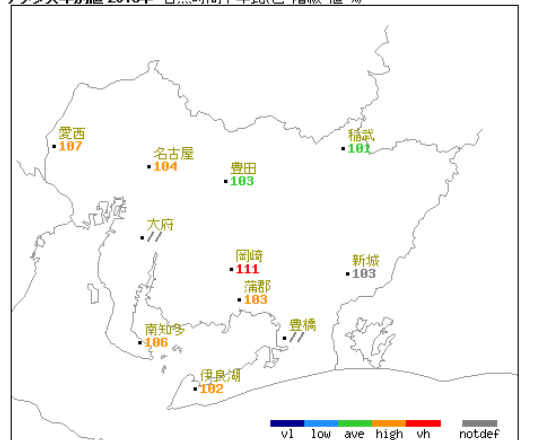 愛西
107
名古屋
104
稲武
101
豊田
103
大府
//
岡崎
111
新城
103
蒲郡
103
豊橋
//
南知多
106
伊良湖
102
vl low ave high vh notdef